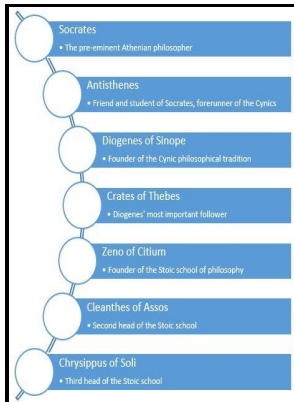 Socrates
• The pre-eminent Athenian philosopher
Antisthenes
• Friend and student of Socrates, forerunner of the Cynics
Diogenes of Sinope
• Founder of the Cynic philosophical tradition
Crates of Thebes
• Diogenes' most important follower
Zeno of Citium
• Founder of the Stoic school of philosophy
Cleanthes of Assos
• Second head of the Stoic school
Chrysippus of Soli
• Third head of the Stoic school